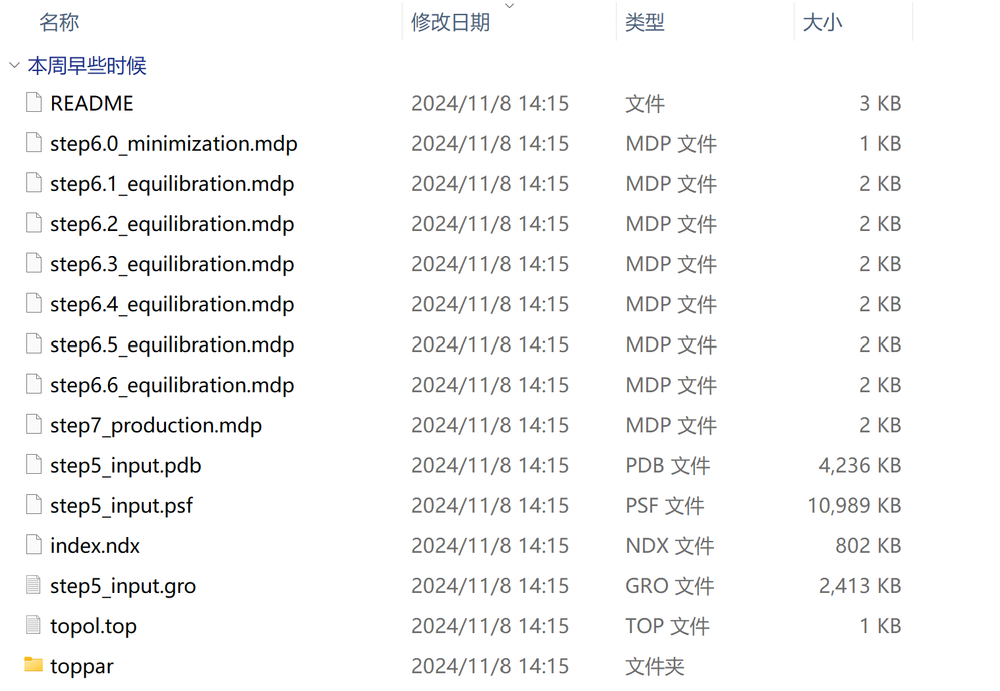 名称 修改日期 类型 大小
本周早些时候
README 2024/11/8 14:15 文件 3 KB
step6.0_minimization.mdp 2024/11/8 14:15 MDP 文件 1 KB
step6.1_equilibration.mdp 2024/11/8 14:15 MDP 文件 2 KB
step6.2_equilibration.mdp 2024/11/8 14:15 MDP 文件 2 KB
step6.3_equilibration.mdp 2024/11/8 14:15 MDP 文件 2 KB
step6.4_equilibration.mdp 2024/11/8 14:15 MDP 文件 2 KB
step6.5_equilibration.mdp 2024/11/8 14:15 MDP 文件 2 KB
step6.6_equilibration.mdp 2024/11/8 14:15 MDP 文件 2 KB
step7_production.mdp 2024/11/8 14:15 MDP 文件 2 KB
step5_input.pdb 2024/11/8 14:15 PDB 文件 4,236 KB
step5_input.psf 2024/11/8 14:15 PSF 文件 10,989 KB
index.ndx 2024/11/8 14:15 NDX 文件 802 KB
step5_input.gro 2024/11/8 14:15 GRO 文件 2,413 KB
topol.top 2024/11/8 14:15 TOP 文件 1 KB
toppar 2024/11/8 14:15 文件夹